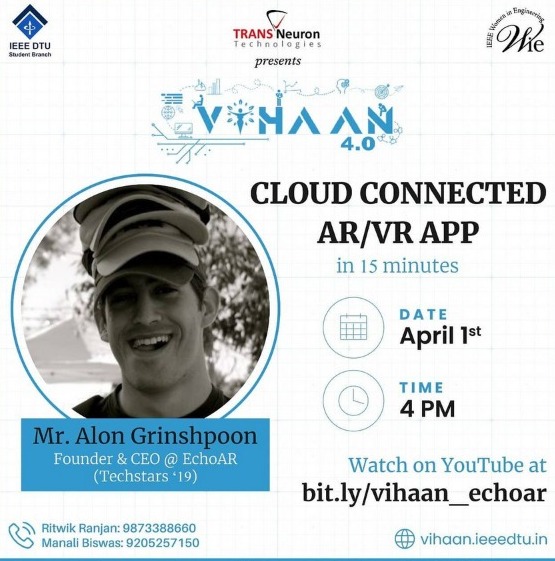 IEEE DTU
Student Branch
TRANS Neuron
Technologies
IEEE Women in Engineering
Wie
presents
VIHAAN
4.0
CLOUD CONNECTED
AR/VR APP
in 15 minutes
DATE
April 1st
TIME
4 PM
Mr. Alon Grinshpoon
Founder & CEO @ EchoAR
(Techstars ‘19)
Watch on YouTube at
bit.ly/vihaan_echoar
Ritwik Ranjan: 9873388660
Manali Biswas: 9205257150
vihaan.ieeedtu.in